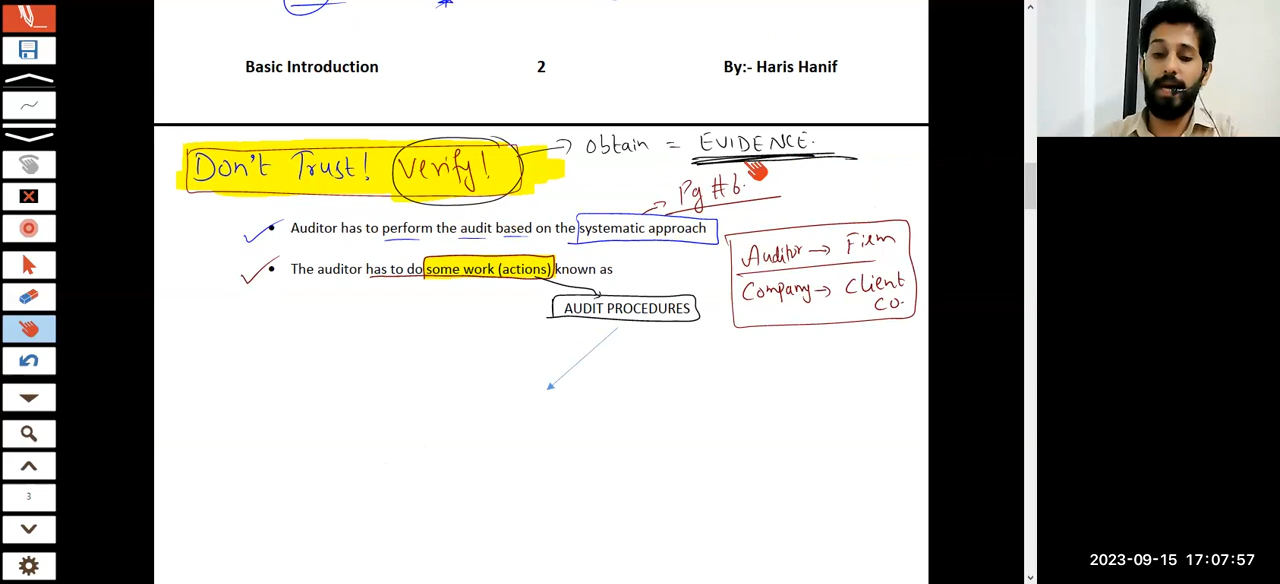 Basic Introduction 2 By:- Haris Hanif
Don't Trust! Verify! → obtain = EVIDENCE.
Pg # 6.
• Auditor has to perform the audit based on the systematic approach
Auditor → Firm
• The auditor has to do some work (actions) known as
Company → Client
Co.
AUDIT PROCEDURES
3
2023-09-15 17:07:57